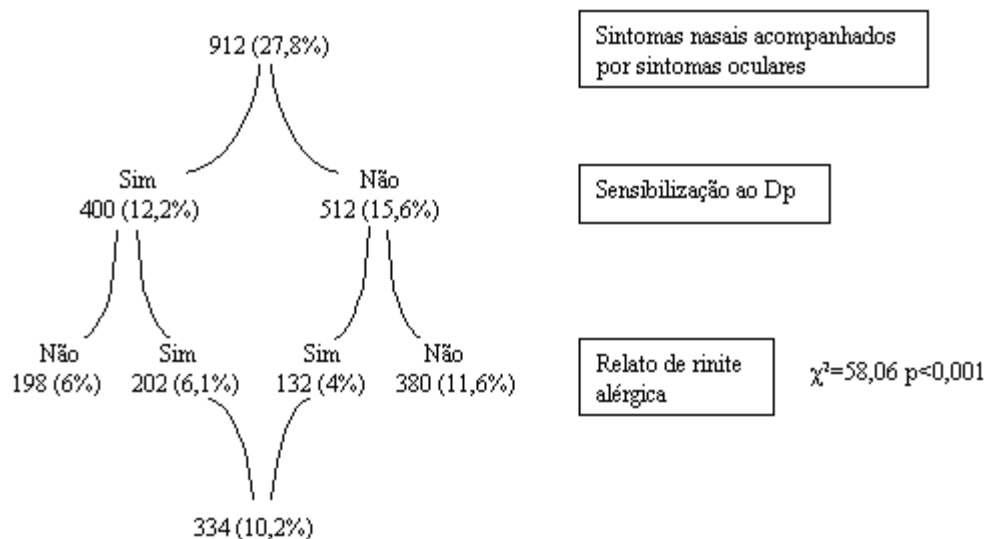 912 (27,8%)
Sintomas nasais acompanhados
por sintomas oculares
Sim
400 (12,2%)
Não
512 (15,6%)
Sensibilização ao Dp
Não
198 (6%)
Sim
202 (6,1%)
Sim
132 (4%)
Não
380 (11,6%)
Relato de rinite
alérgica
χ²=58,06 p<0,001
334 (10,2%)